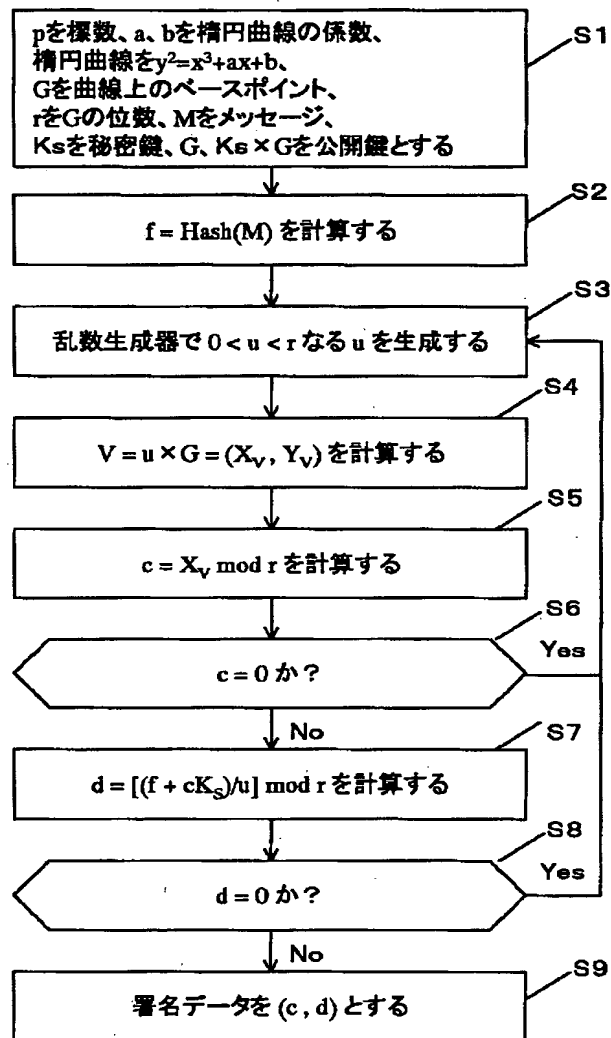 pを標数、a、bを楕円曲線の係数、
楕円曲線をy²=x³+ax+b、
Gを曲線上のベースポイント、
rをGの位数、Mをメッセージ、
Ksを秘密鍵、G、Ks×Gを公開鍵とする
S1
S2
f = Hash(M) を計算する
S3
乱数生成器で 0 < u < r なる u を生成する
S4
V = u × G = (X_V , Y_V) を計算する
S5
c = X_V mod r を計算する
S6
c = 0 か?
Yes
No
S7
d = [(f + cK_S)/u] mod r を計算する
S8
d = 0 か?
Yes
No
S9
署名データを (c , d) とする